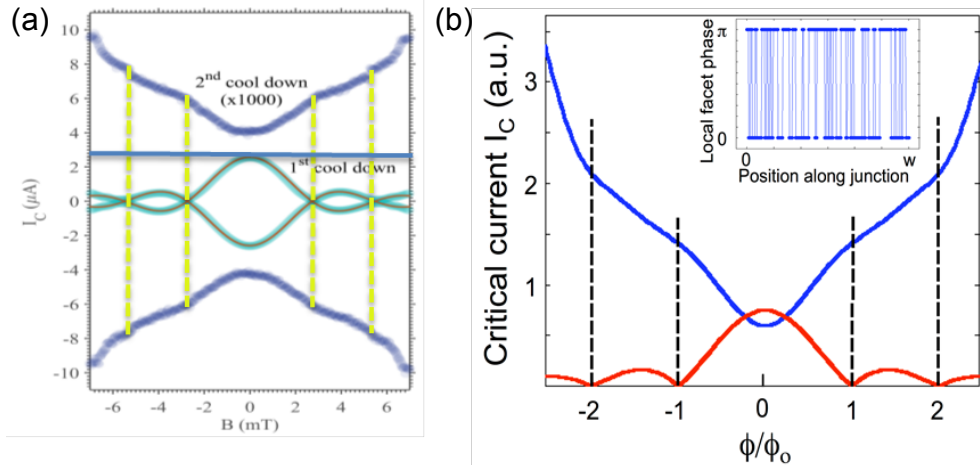 (a)
10
8
6
4
2
0
-2
-4
-6
-8
-10
I_C (μA)
2nd cool down
(x1000)
1st cool down
-6 -4 -2 0 2 4 6
B (mT)
(b)
Critical current I_C (a.u.)
3
2
1
-2 -1 0 1 2
ϕ/ϕ₀
Local facet phase
π
0
0 w
Position along junction